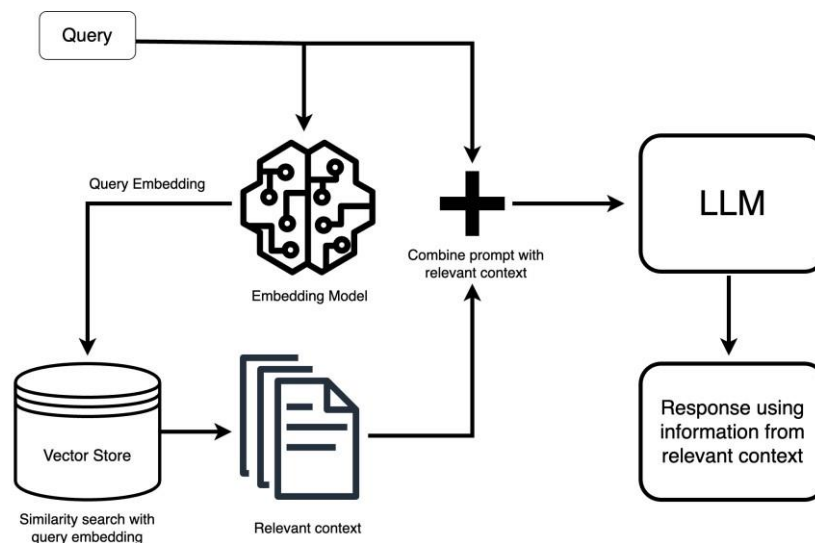 Query
Query Embedding
Embedding Model
Combine prompt with
relevant context
LLM
Vector Store
Similarity search with
query embedding
Relevant context
Response using
information from
relevant context